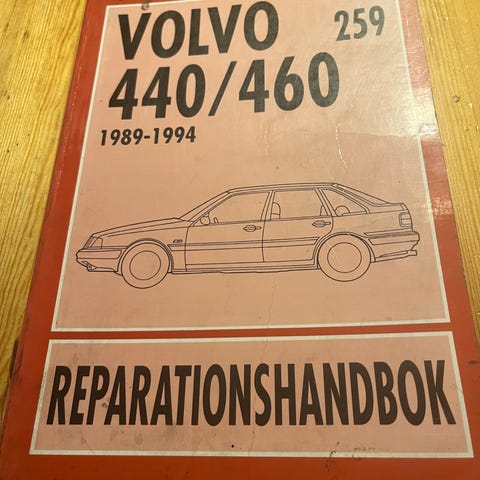 VOLVO 259
440/460
1989-1994
REPARATIONSHANDBOK